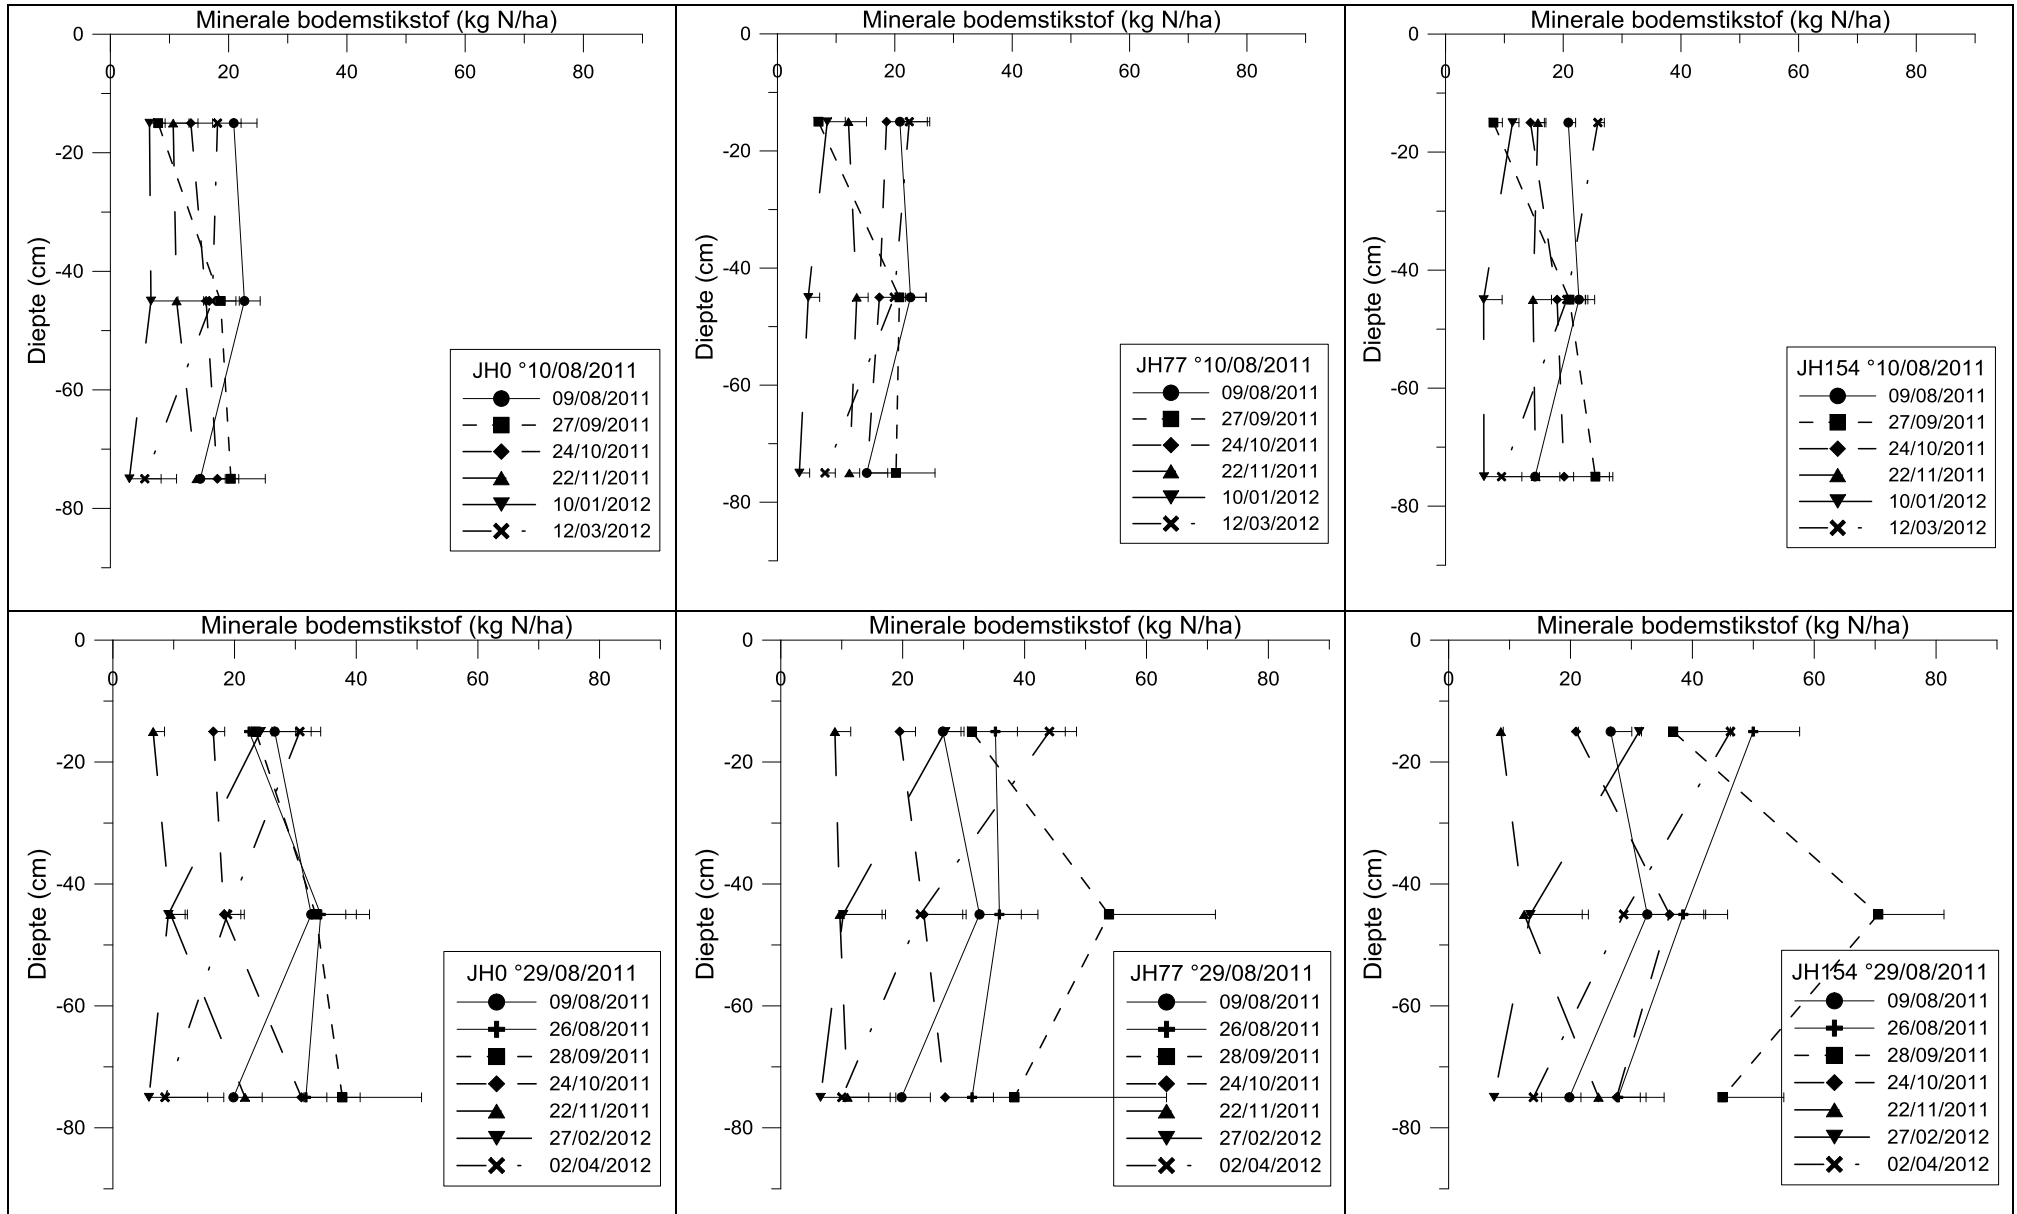 Minerale bodemstikstof (kg N/ha)
0
0 20 40 60 80
-20
-40
-60
-80
Diepte (cm)
JH0 °10/08/2011
09/08/2011
27/09/2011
24/10/2011
22/11/2011
10/01/2012
12/03/2012
Minerale bodemstikstof (kg N/ha)
0
0 20 40 60 80
-20
-40
-60
-80
Diepte (cm)
JH77 °10/08/2011
09/08/2011
27/09/2011
24/10/2011
22/11/2011
10/01/2012
12/03/2012
Minerale bodemstikstof (kg N/ha)
0
0 20 40 60 80
-20
-40
-60
-80
Diepte (cm)
JH154 °10/08/2011
09/08/2011
27/09/2011
24/10/2011
22/11/2011
10/01/2012
12/03/2012
Minerale bodemstikstof (kg N/ha)
0
0 20 40 60 80
-20
-40
-60
-80
Diepte (cm)
JH0 °29/08/2011
09/08/2011
26/08/2011
28/09/2011
24/10/2011
22/11/2011
27/02/2012
02/04/2012
Minerale bodemstikstof (kg N/ha)
0
0 20 40 60 80
-20
-40
-60
-80
Diepte (cm)
JH77 °29/08/2011
09/08/2011
26/08/2011
28/09/2011
24/10/2011
22/11/2011
27/02/2012
02/04/2012
Minerale bodemstikstof (kg N/ha)
0
0 20 40 60 80
-20
-40
-60
-80
Diepte (cm)
JH154 °29/08/2011
09/08/2011
26/08/2011
28/09/2011
24/10/2011
22/11/2011
27/02/2012
02/04/2012